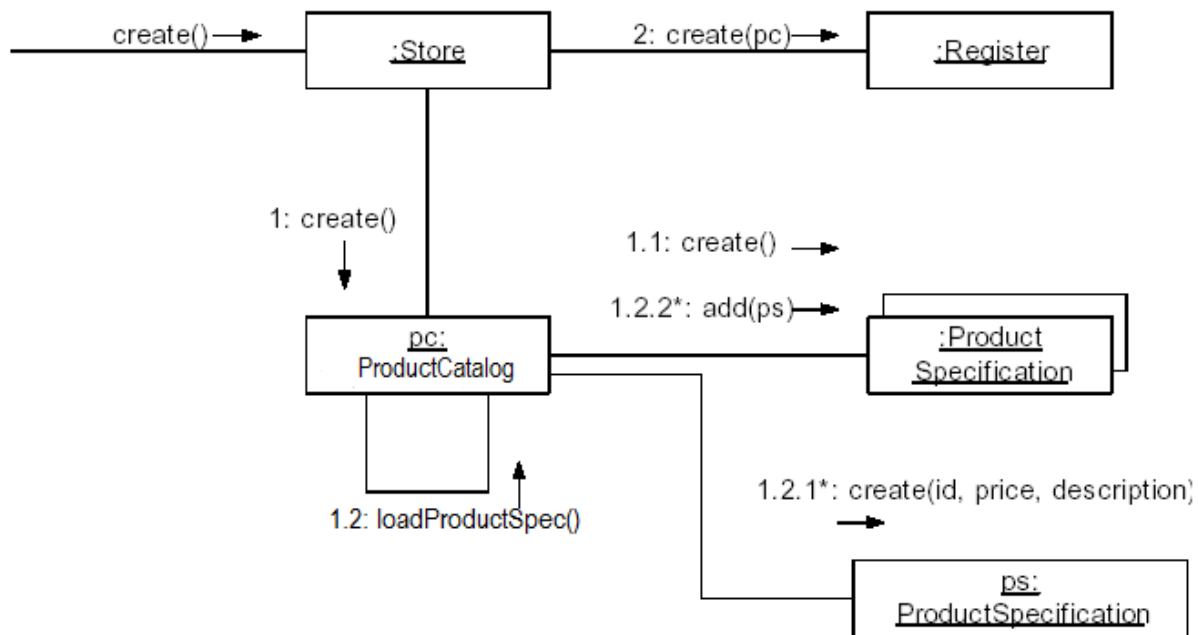 create()
:Store
2: create(pc)
:Register
1: create()
1.1: create()
1.2.2*: add(ps)
pc:
ProductCatalog
:Product
Specification
1.2: loadProductSpec()
1.2.1*: create(id, price, description)
ps:
ProductSpecification